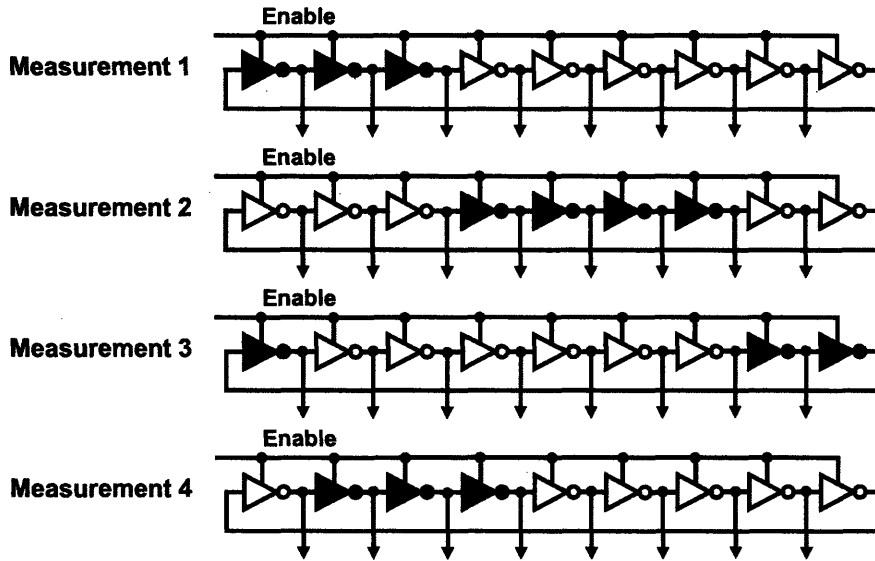 Enable
Measurement 1
Enable
Measurement 2
Enable
Measurement 3
Enable
Measurement 4